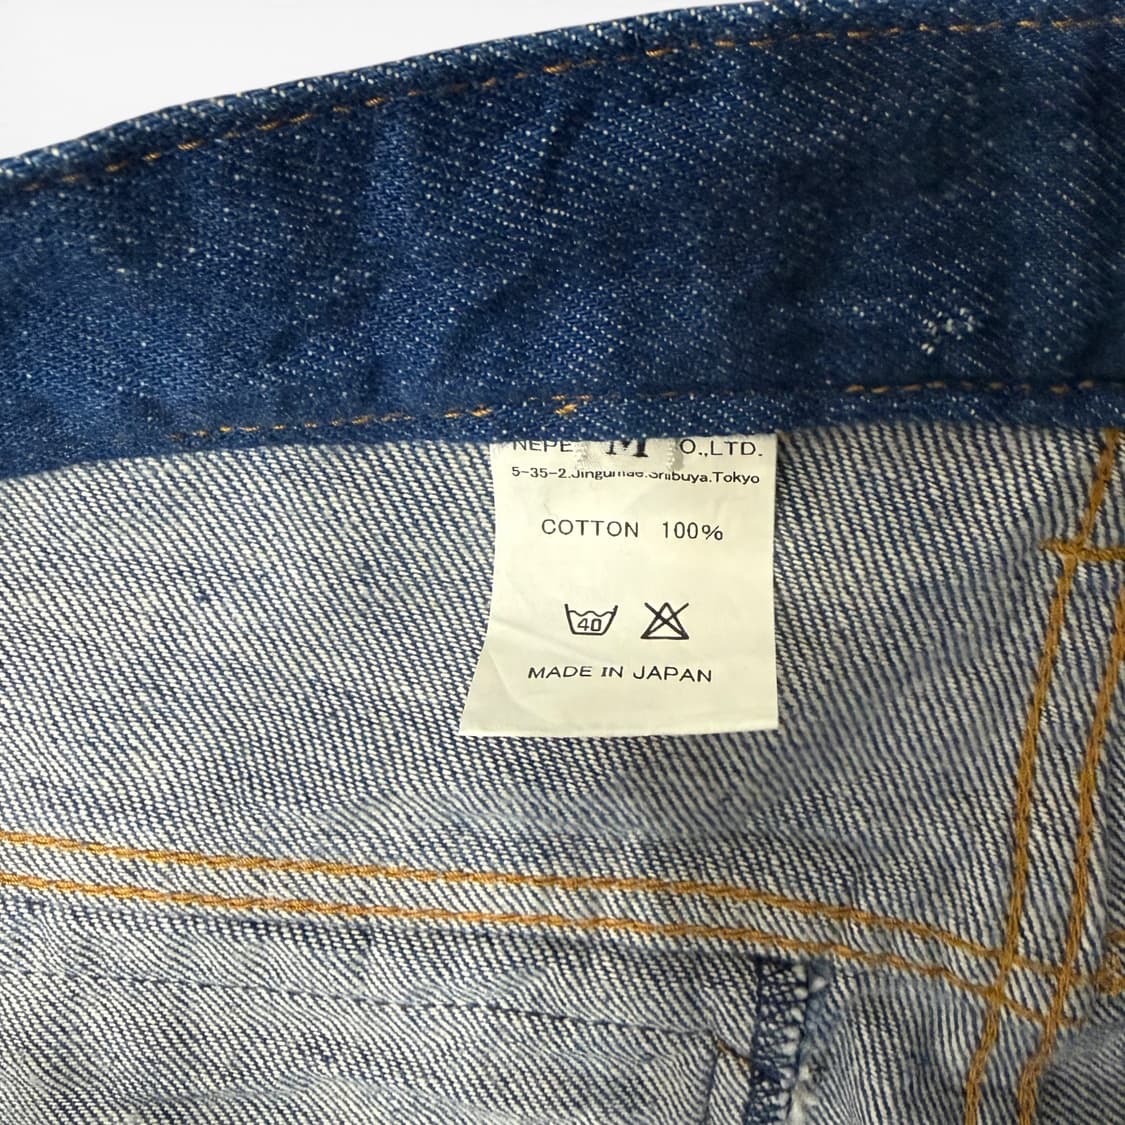 NEPE M O.,LTD.
5-35-2.Jingumae.Shibuya.Tokyo
COTTON 100%
40
MADE IN JAPAN